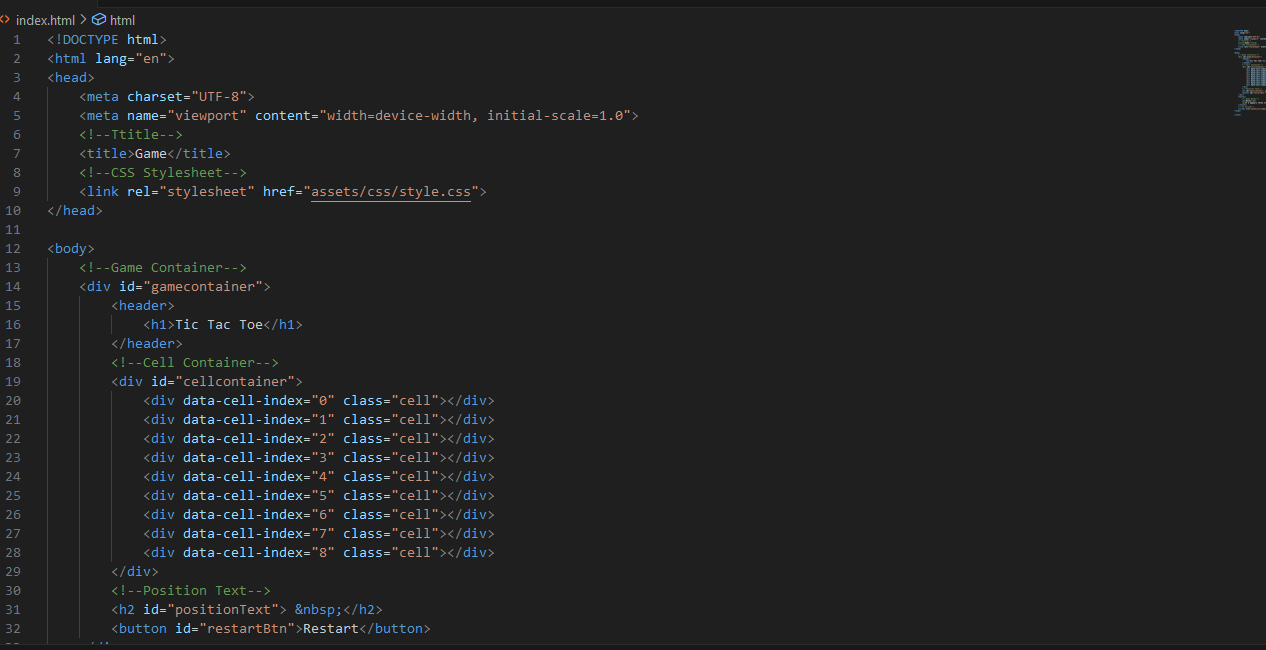 <> index.html > html
1 <!DOCTYPE html>
2 <html lang="en">
3 <head>
4     <meta charset="UTF-8">
5     <meta name="viewport" content="width=device-width, initial-scale=1.0">
6     <!--Ttitle-->
7     <title>Game</title>
8     <!--CSS Stylesheet-->
9     <link rel="stylesheet" href="assets/css/style.css">
10 </head>
11
12 <body>
13     <!--Game Container-->
14     <div id="gamecontainer">
15         <header>
16             <h1>Tic Tac Toe</h1>
17         </header>
18         <!--Cell Container-->
19         <div id="cellcontainer">
20             <div data-cell-index="0" class="cell"></div>
21             <div data-cell-index="1" class="cell"></div>
22             <div data-cell-index="2" class="cell"></div>
23             <div data-cell-index="3" class="cell"></div>
24             <div data-cell-index="4" class="cell"></div>
25             <div data-cell-index="5" class="cell"></div>
26             <div data-cell-index="6" class="cell"></div>
27             <div data-cell-index="7" class="cell"></div>
28             <div data-cell-index="8" class="cell"></div>
29         </div>
30         <!--Position Text-->
31         <h2 id="positionText"> &nbsp;</h2>
32         <button id="restartBtn">Restart</button>